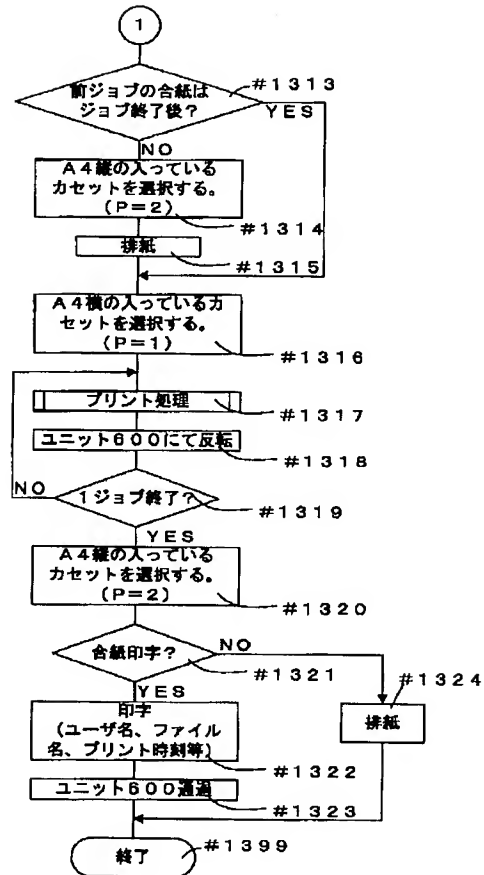 1
前ジョブの合紙は
ジョブ終了後?
#1313
YES
NO
A4縦の入っている
カセットを選択する。
(P=2)
#1314
排紙
#1315
A4横の入っているカ
セットを選択する。
(P=1)
#1316
プリント処理
#1317
ユニット600にて反転
#1318
NO
1ジョブ終了?
#1319
YES
A4縦の入っている
カセットを選択する。
(P=2)
#1320
合紙印字?
NO
#1321
YES
#1324
排紙
印字
(ユーザ名、ファイル
名、プリント時刻等)
#1322
ユニット600通過
#1323
終了
#1399